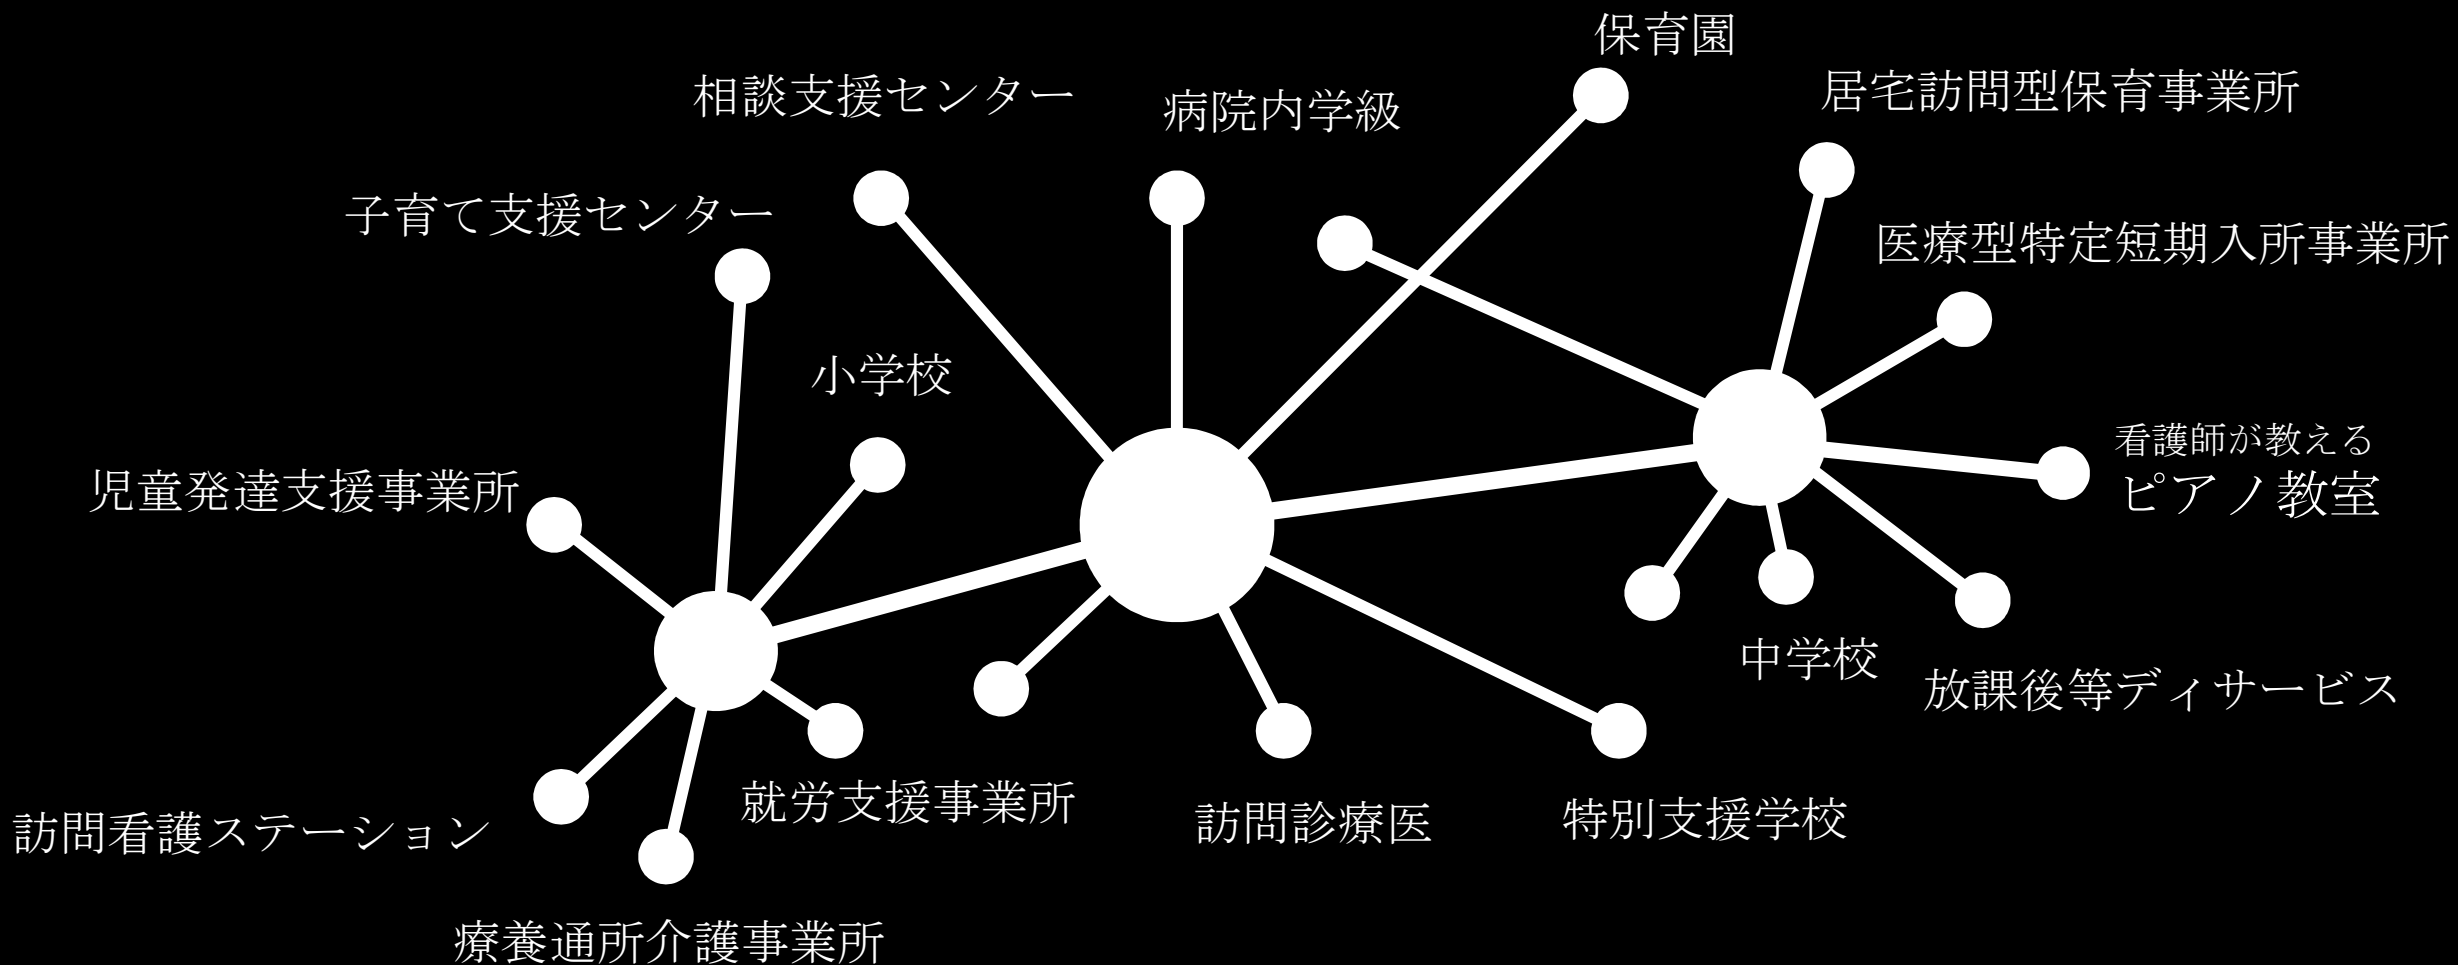 保育園
相談支援センター
病院内学級
居宅訪問型保育事業所
子育て支援センター
医療型特定短期入所事業所
小学校
看護師が教える
ピアノ教室
児童発達支援事業所
中学校
放課後等ディサービス
就労支援事業所
訪問診療医
特別支援学校
訪問看護ステーション
療養通所介護事業所